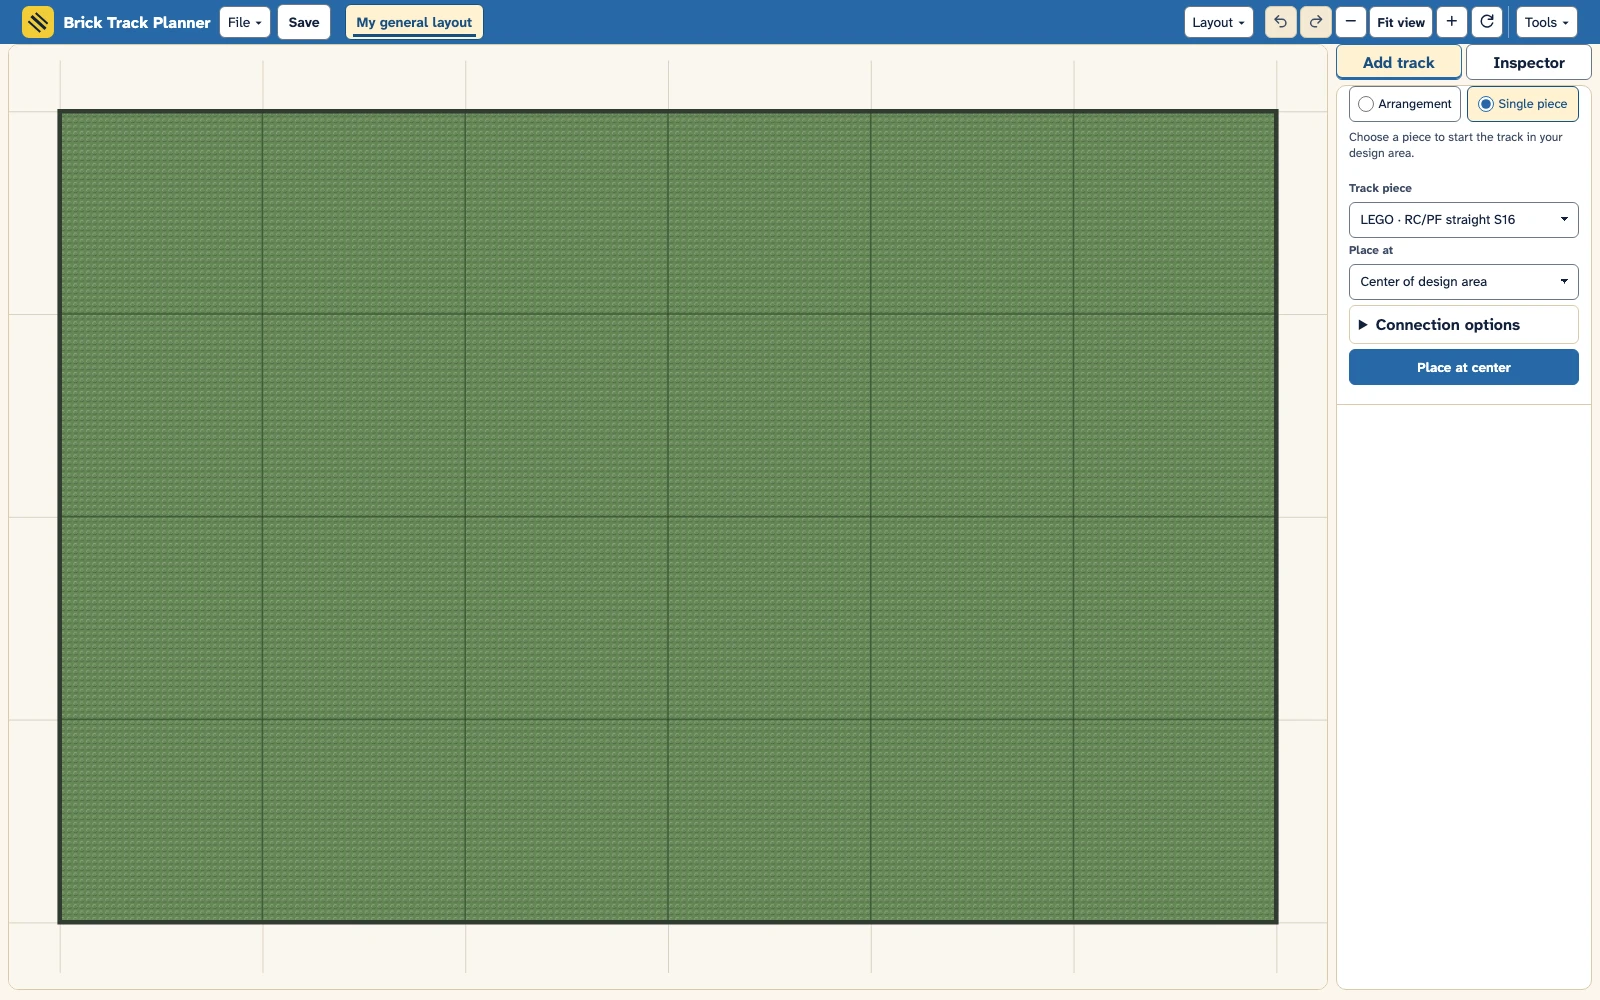 Brick Track Planner
File
Save
My general layout
Layout
Fit view
Tools
Add track
Inspector
Arrangement
Single piece
Choose a piece to start the track in your
design area.
Track piece
LEGO · RC/PF straight S16
Place at
Center of design area
Connection options
Place at center